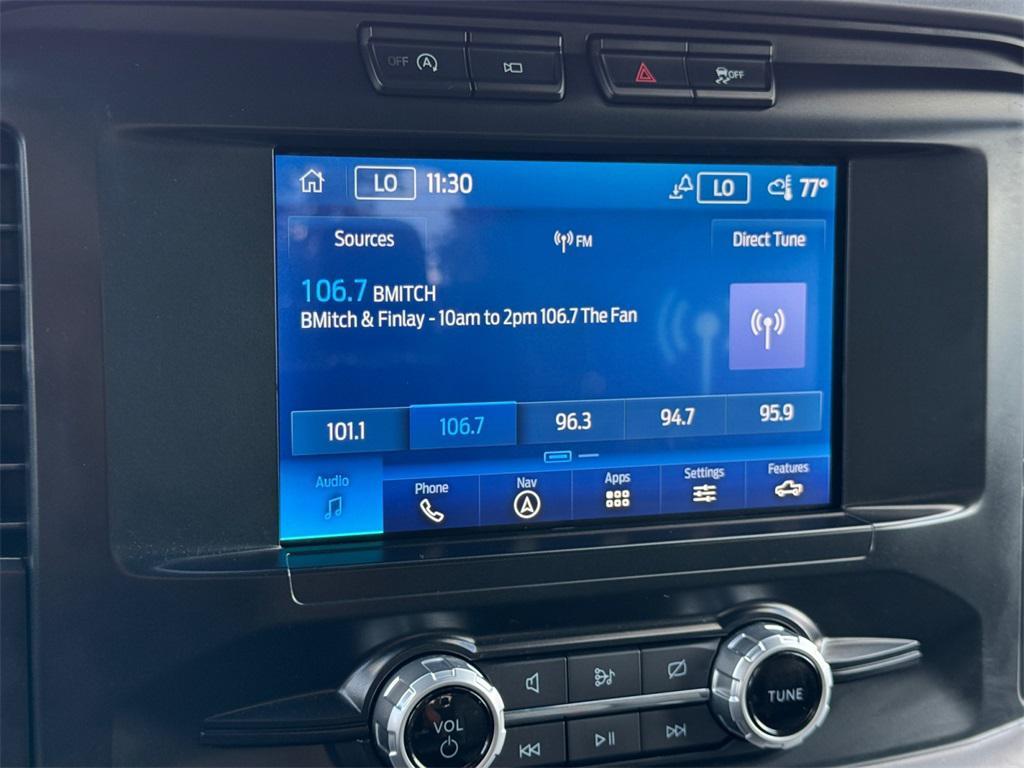 OFF A
OFF
LO 11:30 LO 77°
Sources FM Direct Tune
106.7 BMITCH
BMitch & Finlay - 10am to 2pm 106.7 The Fan
101.1 106.7 96.3 94.7 95.9
Audio Phone Nav Apps Settings Features
VOL
TUNE